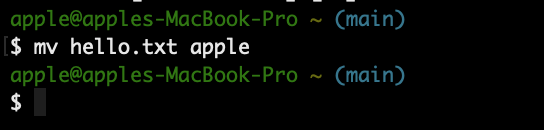 apple@apples-MacBook-Pro ~ (main)
$ mv hello.txt apple
apple@apples-MacBook-Pro ~ (main)
$